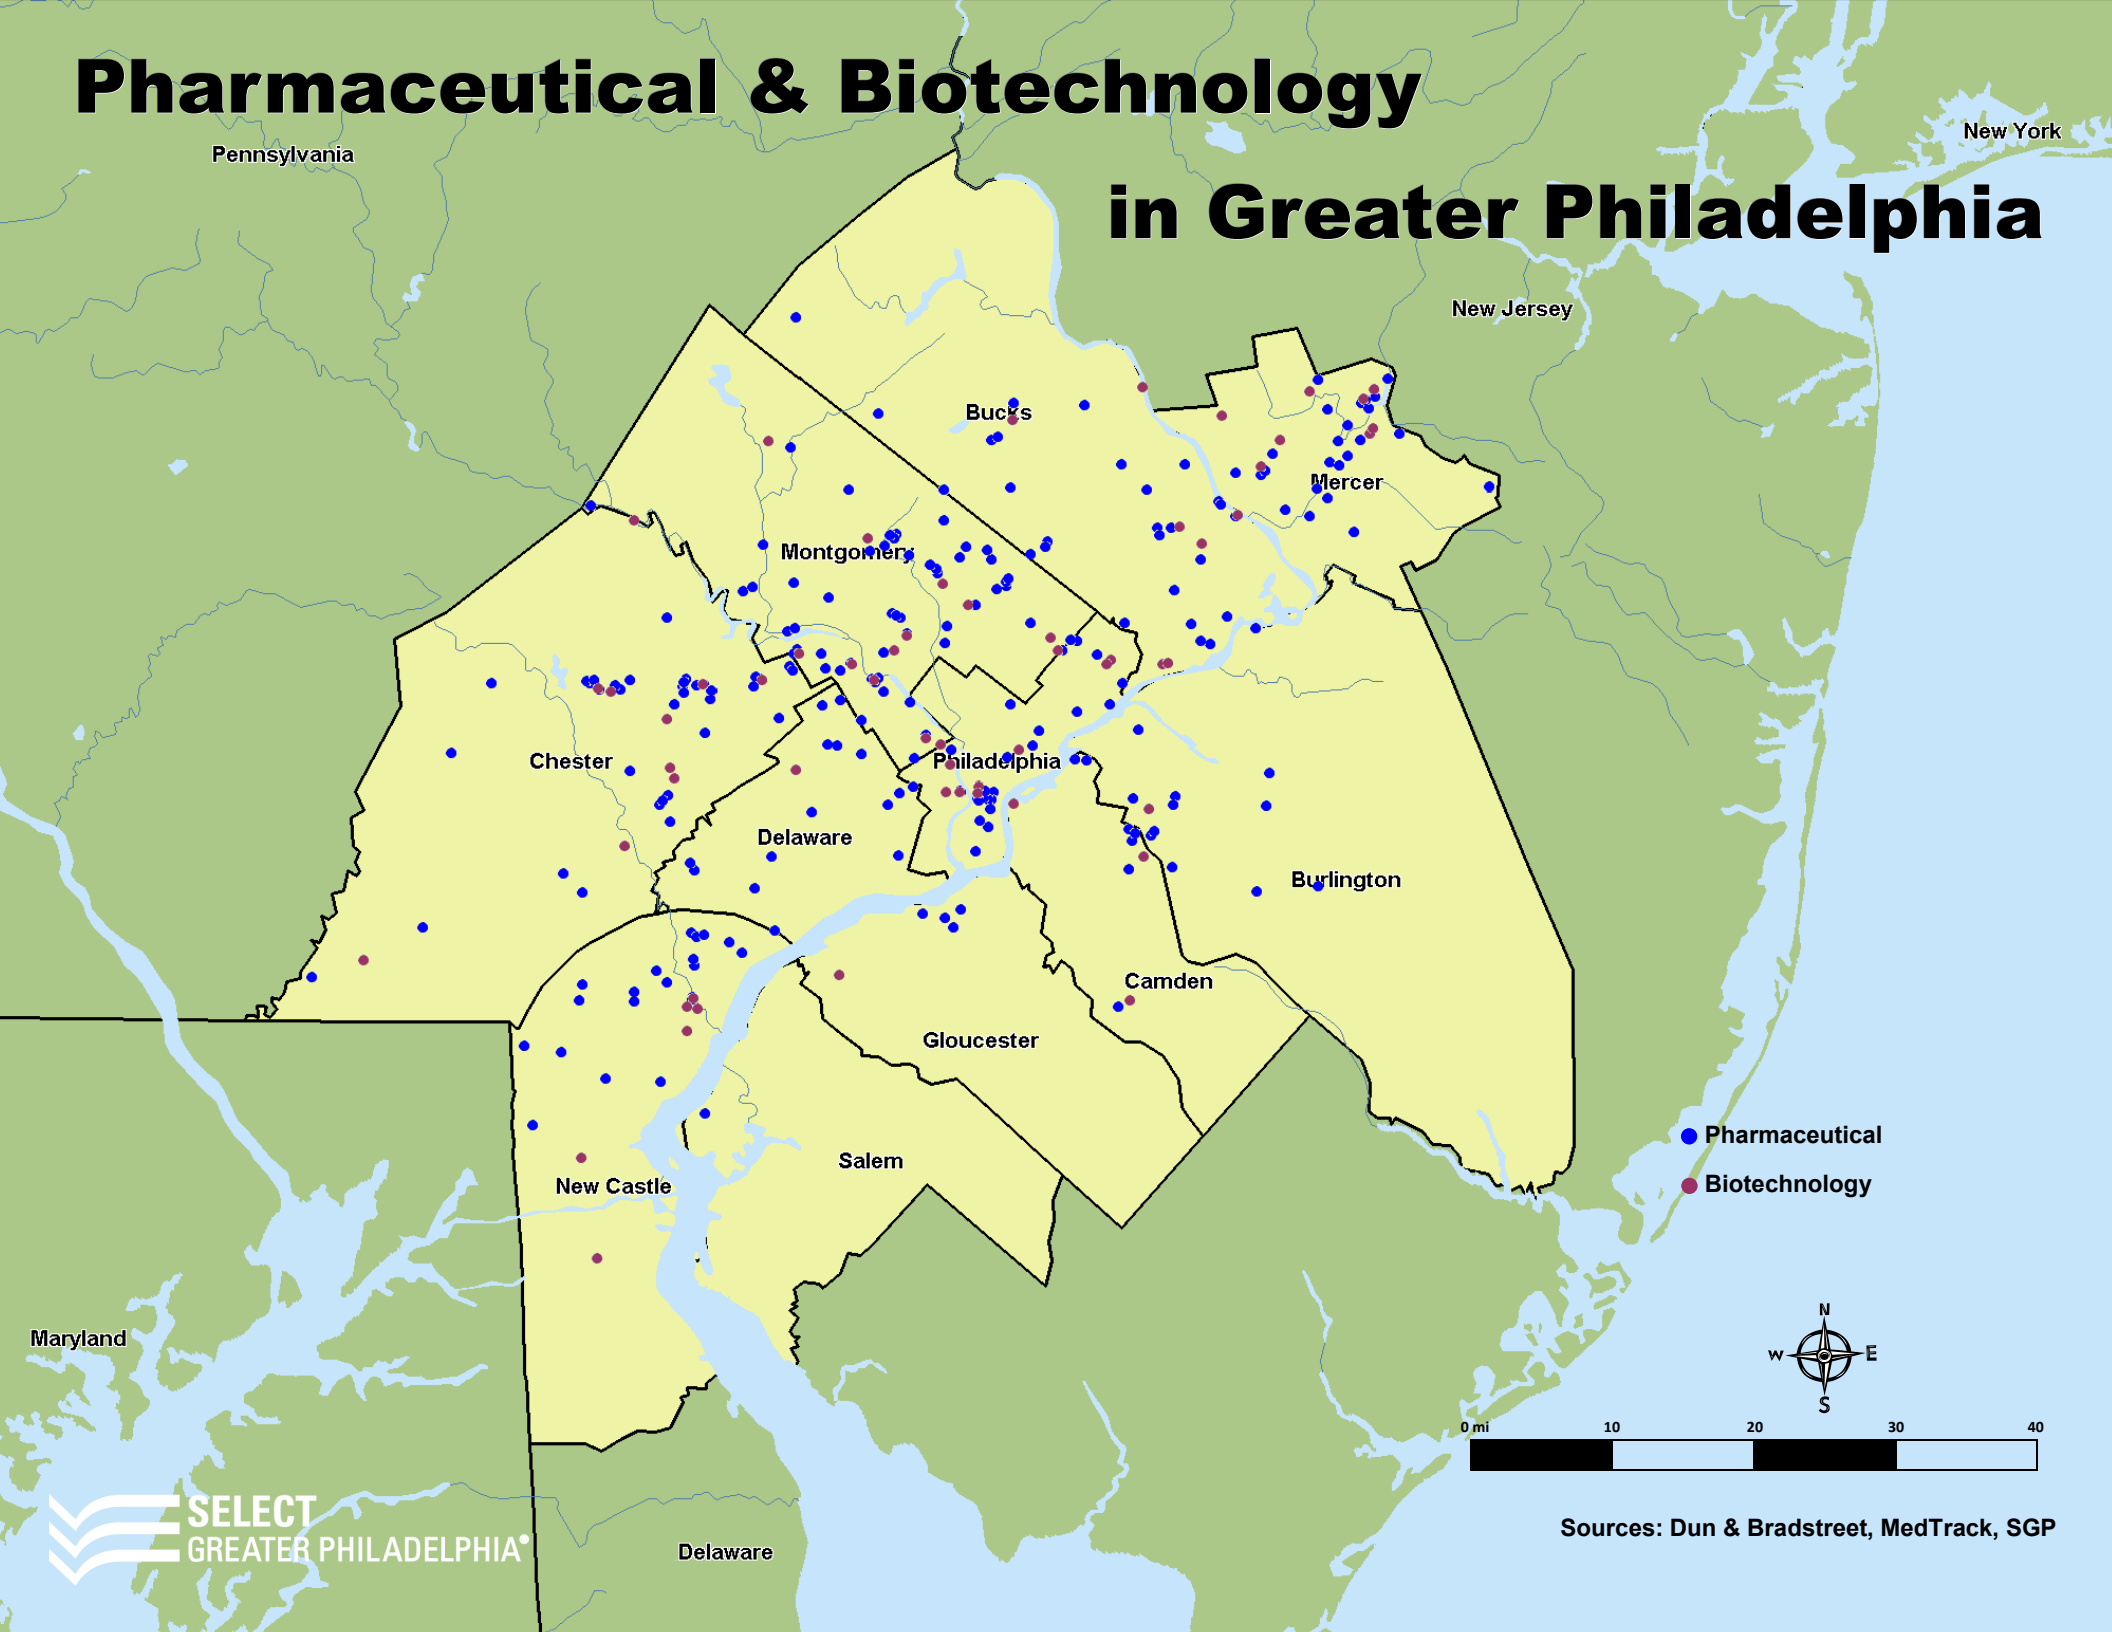 Pharmaceutical & Biotechnology
in Greater Philadelphia
Pennsylvania
New York
New Jersey
Bucks
Mercer
Montgomery
Chester
Philadelphia
Delaware
Burlington
Camden
Gloucester
Salem
New Castle
Maryland
Delaware
Pharmaceutical
Biotechnology
N
W E
S
0 mi 10 20 30 40
Sources: Dun & Bradstreet, MedTrack, SGP
SELECT
GREATER PHILADELPHIA